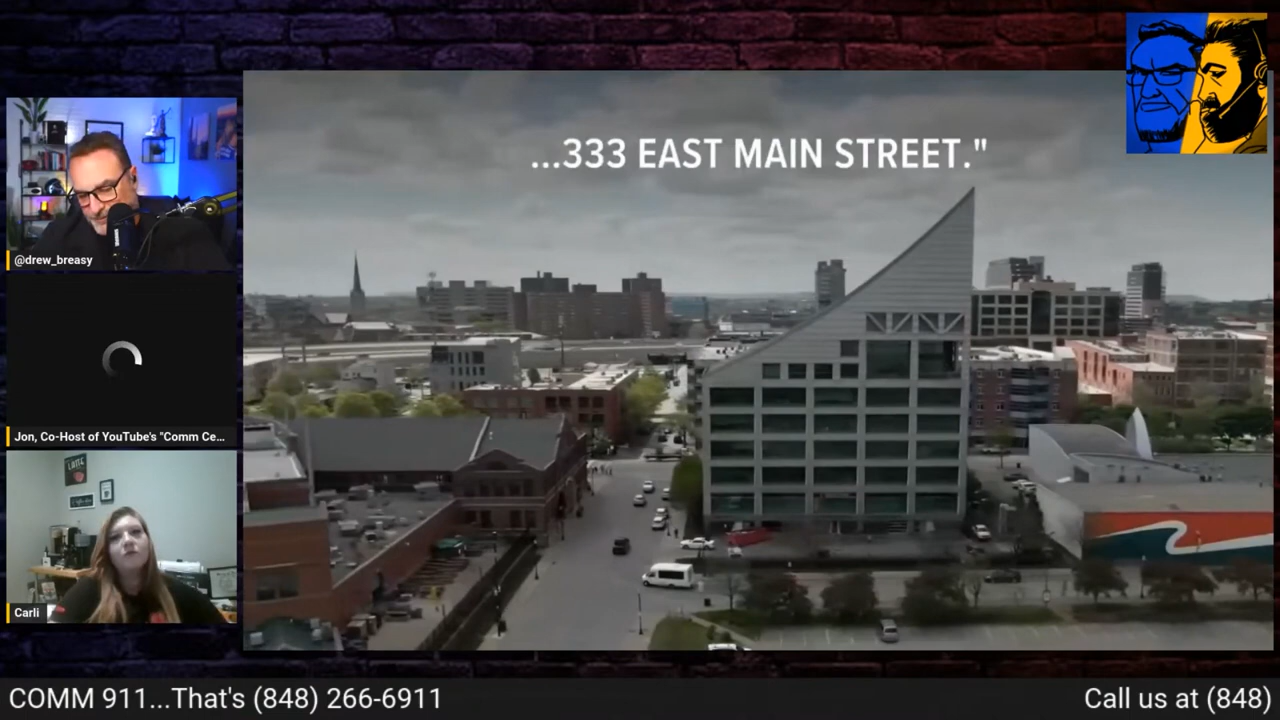 ...333 EAST MAIN STREET."
@drew_breasy
Jon, Co-Host of YouTube's "Comm Ce...
Carli
COMM 911...That's (848) 266-6911
Call us at (848)